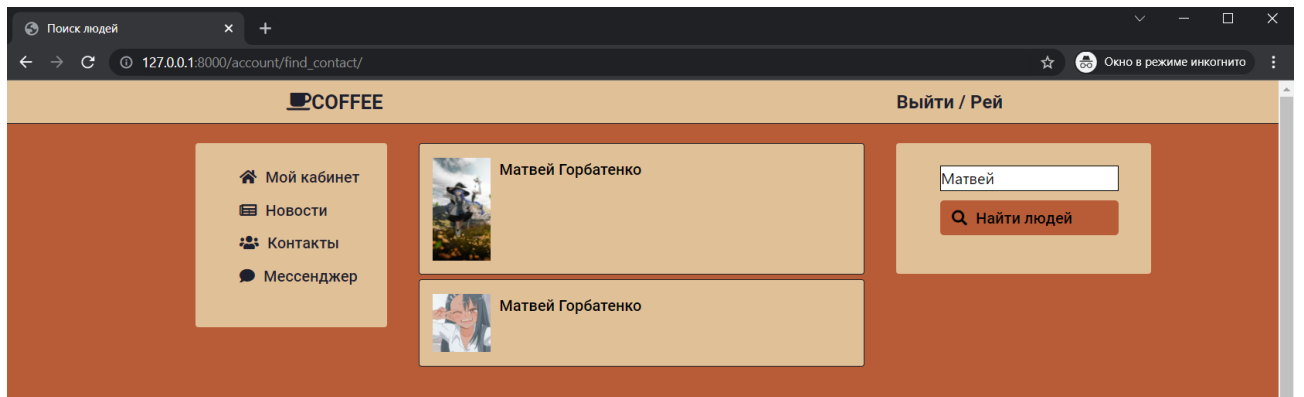 Поиск людей
127.0.0.1:8000/account/find_contact/
Окно в режиме инкогнито
COFFEE
Выйти / Рей
Мой кабинет
Новости
Контакты
Мессенджер
Матвей Горбатенко
Матвей Горбатенко
Матвей
Найти людей